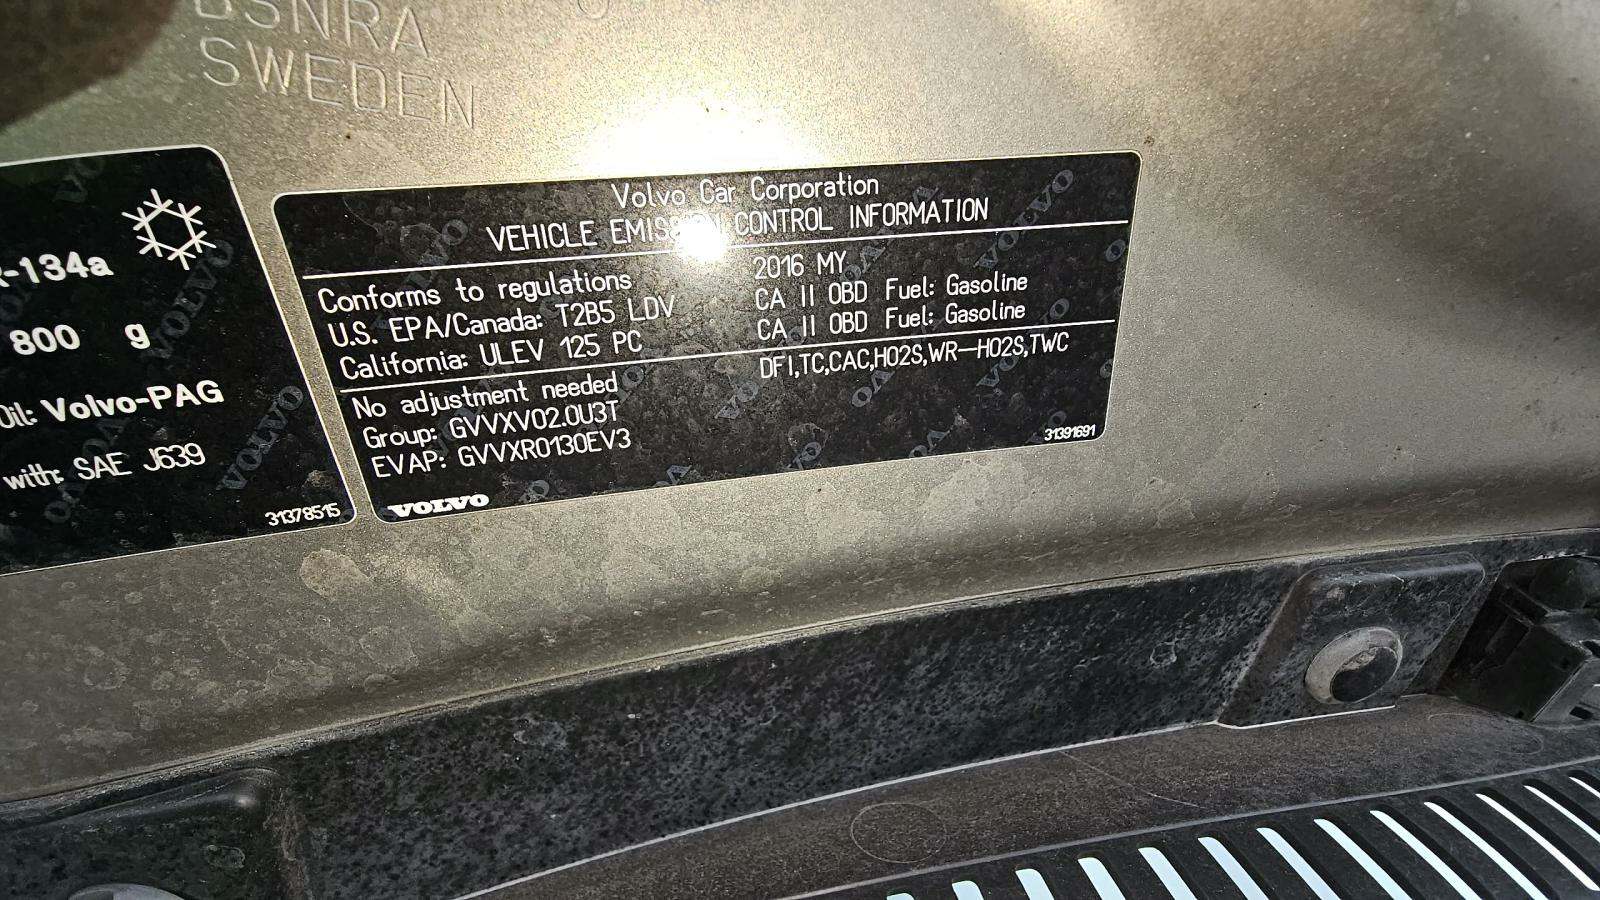 BSNRA
SWEDEN
R-134a
800 g
Oil: Volvo-PAG
with: SAE J639
31378515
Volvo Car Corporation
VEHICLE EMISSION CONTROL INFORMATION
Conforms to regulations 2016 MY
U.S. EPA/Canada: T2B5 LDV CA II OBD Fuel: Gasoline
California: ULEV 125 PC CA II OBD Fuel: Gasoline
No adjustment needed DFI,TC,CAC,HO2S,WR-HO2S,TWC
Group: GVVXV02.0U3T
EVAP: GVVXR0130EV3
31391691
VOLVO